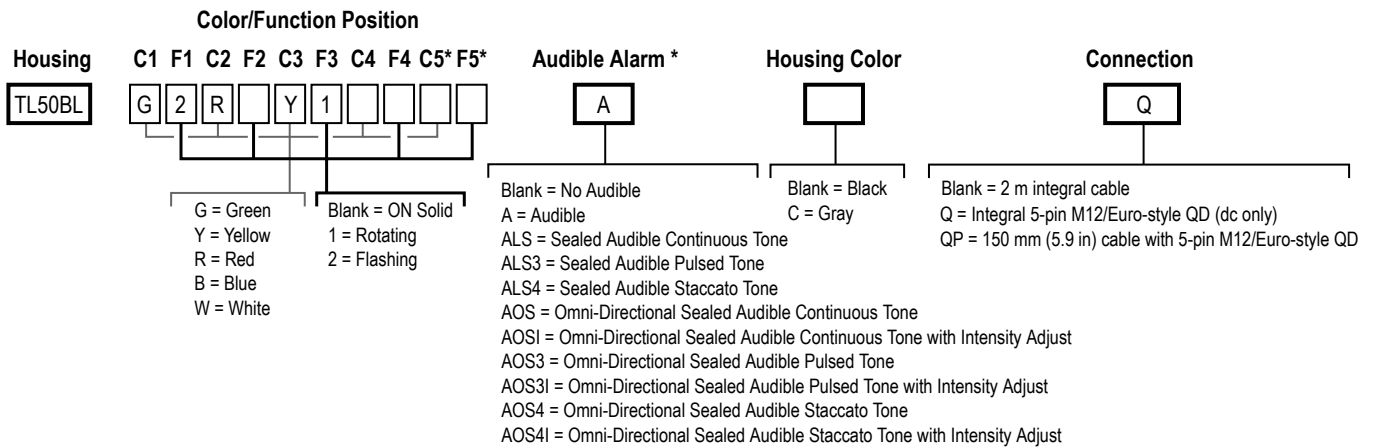 Color/Function Position
Housing C1 F1 C2 F2 C3 F3 C4 F4 C5* F5* Audible Alarm * Housing Color Connection
TL50BL G 2 R Y 1 A Q
G = Green
Y = Yellow
R = Red
B = Blue
W = White
Blank = ON Solid
1 = Rotating
2 = Flashing
Blank = No Audible
A = Audible
ALS = Sealed Audible Continuous Tone
ALS3 = Sealed Audible Pulsed Tone
ALS4 = Sealed Audible Staccato Tone
AOS = Omni-Directional Sealed Audible Continuous Tone
AOSI = Omni-Directional Sealed Audible Continuous Tone with Intensity Adjust
AOS3 = Omni-Directional Sealed Audible Pulsed Tone
AOS3I = Omni-Directional Sealed Audible Pulsed Tone with Intensity Adjust
AOS4 = Omni-Directional Sealed Audible Staccato Tone
AOS4I = Omni-Directional Sealed Audible Staccato Tone with Intensity Adjust
Blank = Black
C = Gray
Blank = 2 m integral cable
Q = Integral 5-pin M12/Euro-style QD (dc only)
QP = 150 mm (5.9 in) cable with 5-pin M12/Euro-style QD